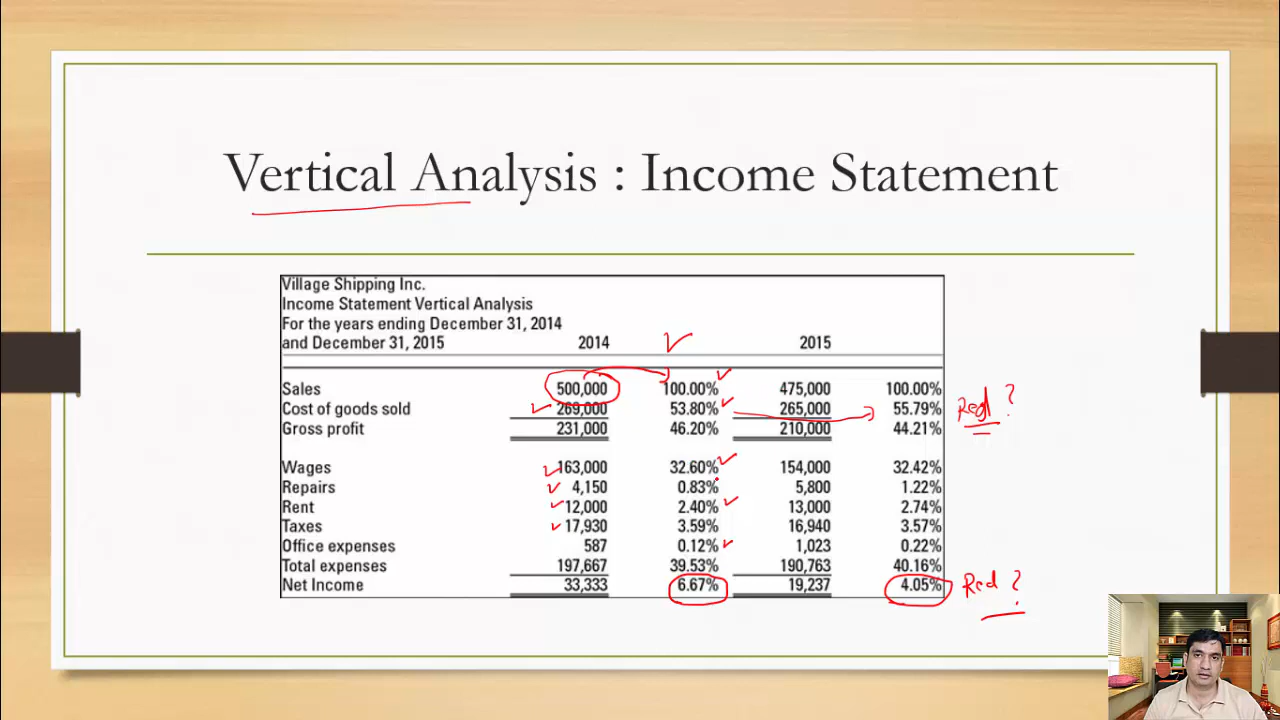 Vertical Analysis : Income Statement
Village Shipping Inc.
Income Statement Vertical Analysis
For the years ending December 31, 2014
and December 31, 2015 2014 2015
Sales 500,000 100.00% 475,000 100.00%
Cost of goods sold 269,000 53.80% 265,000 55.79%
Gross profit 231,000 46.20% 210,000 44.21%
Wages 163,000 32.60% 154,000 32.42%
Repairs 4,150 0.83% 5,800 1.22%
Rent 12,000 2.40% 13,000 2.74%
Taxes 17,930 3.59% 16,940 3.57%
Office expenses 587 0.12% 1,023 0.22%
Total expenses 197,667 39.53% 190,763 40.16%
Net Income 33,333 6.67% 19,237 4.05%
Red ?